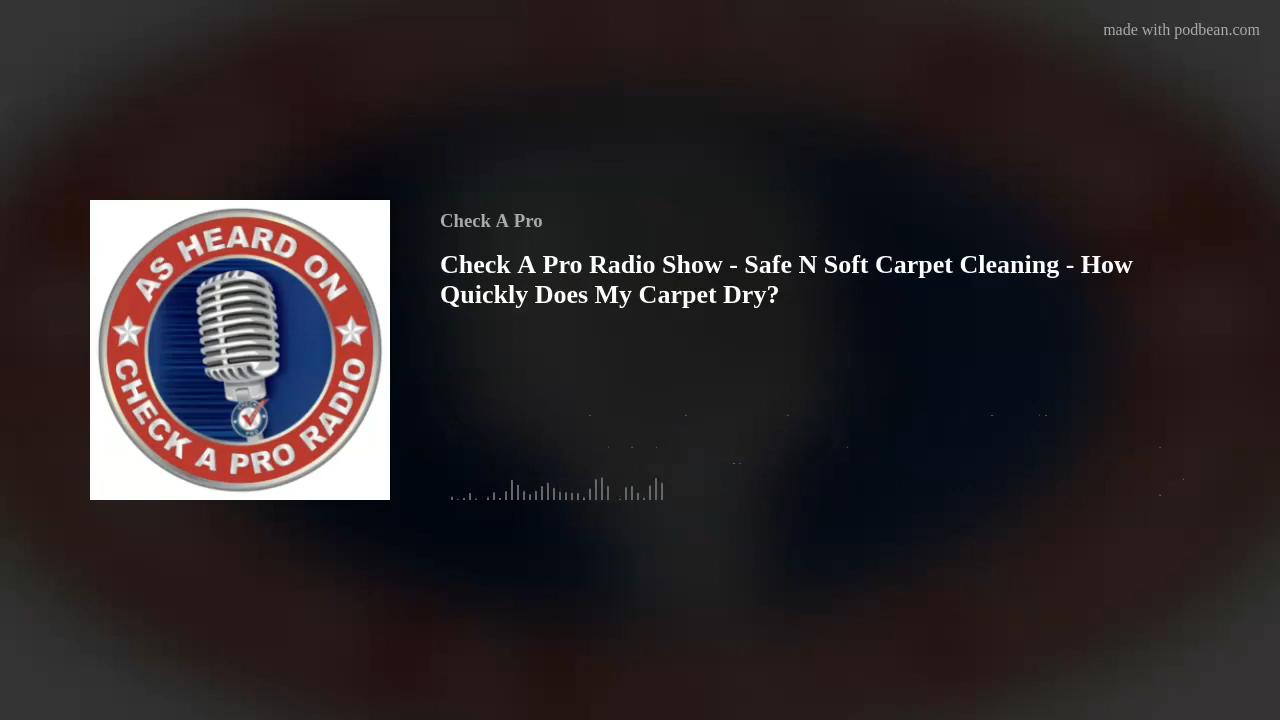 made with podbean.com
AS HEARD ON
CHECK A PRO RADIO
Check A Pro
Check A Pro Radio Show - Safe N Soft Carpet Cleaning - How
Quickly Does My Carpet Dry?